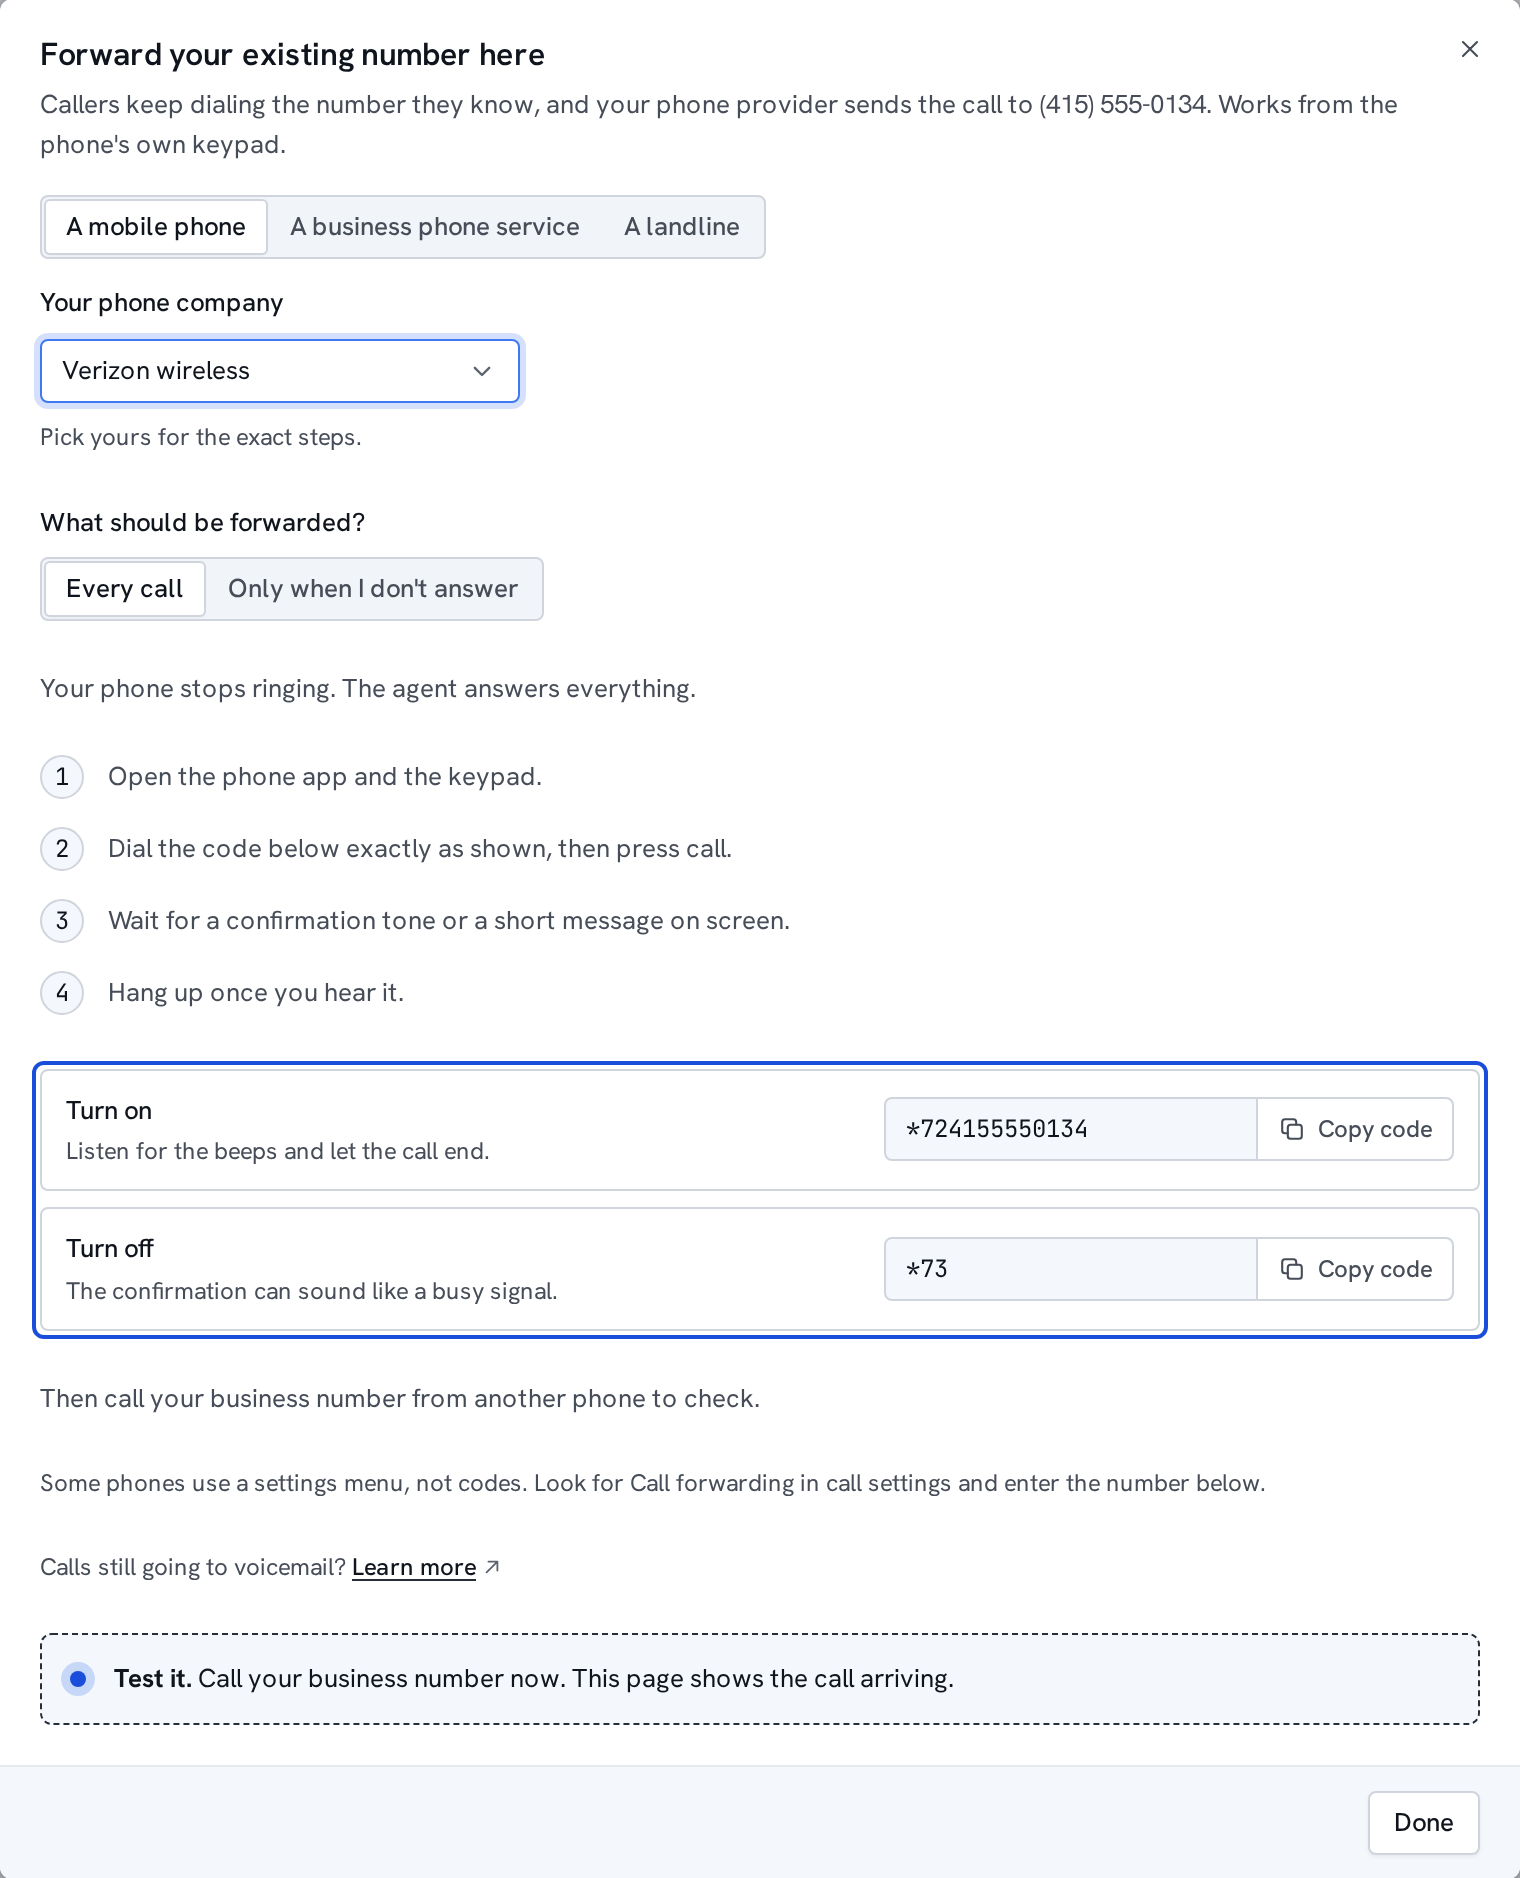 Forward your existing number here
Callers keep dialing the number they know, and your phone provider sends the call to (415) 555-0134. Works from the
phone's own keypad.
A mobile phone
A business phone service
A landline
Your phone company
Verizon wireless
Pick yours for the exact steps.
What should be forwarded?
Every call
Only when I don't answer
Your phone stops ringing. The agent answers everything.
1 Open the phone app and the keypad.
2 Dial the code below exactly as shown, then press call.
3 Wait for a confirmation tone or a short message on screen.
4 Hang up once you hear it.
Turn on
Listen for the beeps and let the call end.
*724155550134
Copy code
Turn off
The confirmation can sound like a busy signal.
*73
Copy code
Then call your business number from another phone to check.
Some phones use a settings menu, not codes. Look for Call forwarding in call settings and enter the number below.
Calls still going to voicemail? Learn more
Test it. Call your business number now. This page shows the call arriving.
Done